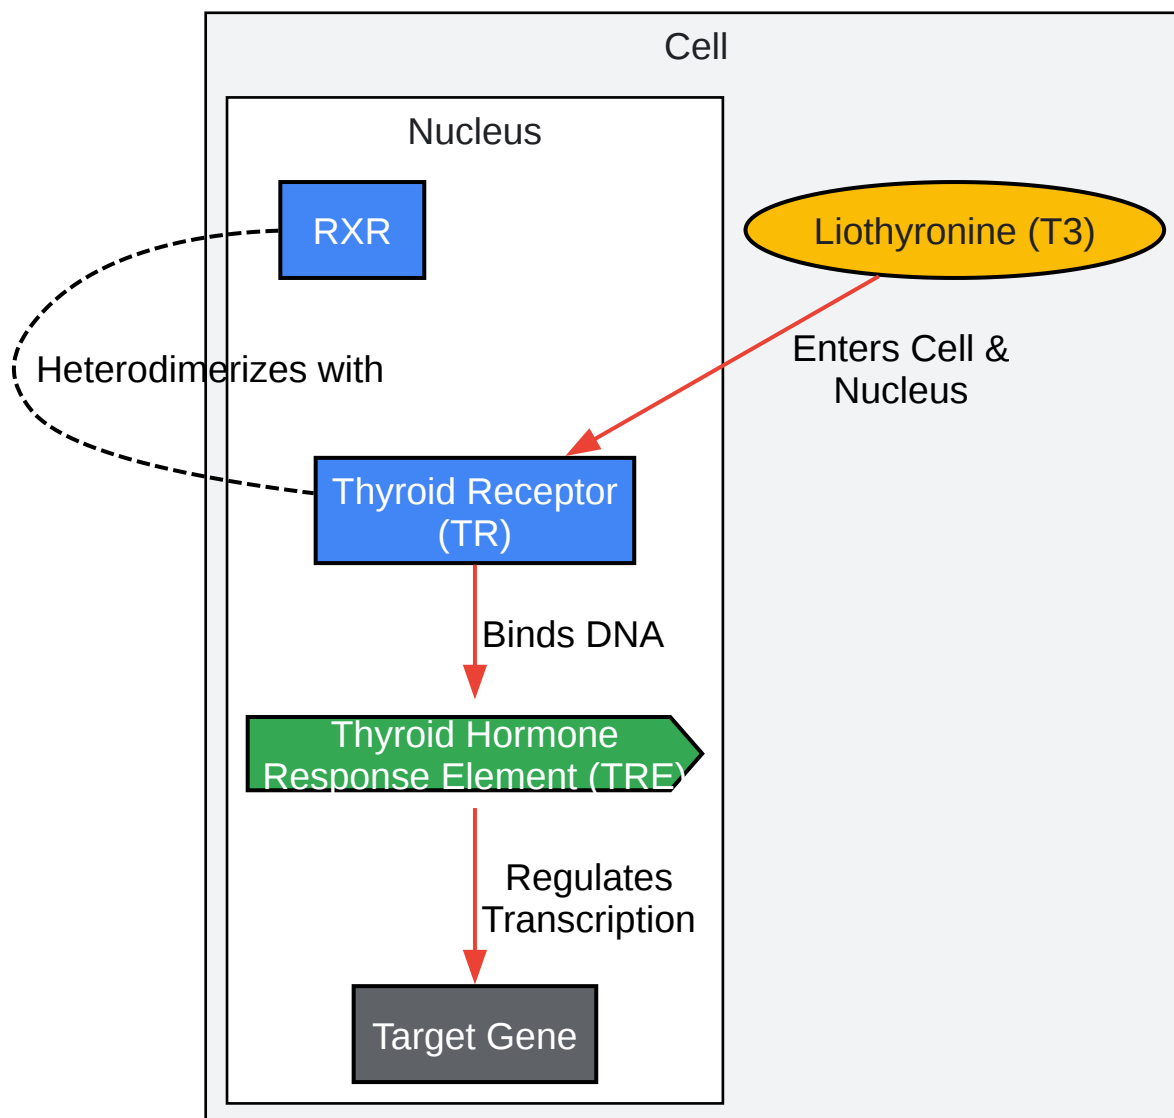 Cell
Nucleus
RXR
Liothyronine (T3)
Enters Cell &
Nucleus
Heterodimerizes with
Thyroid Receptor
(TR)
Binds DNA
Thyroid Hormone
Response Element (TRE)
Regulates
Transcription
Target Gene